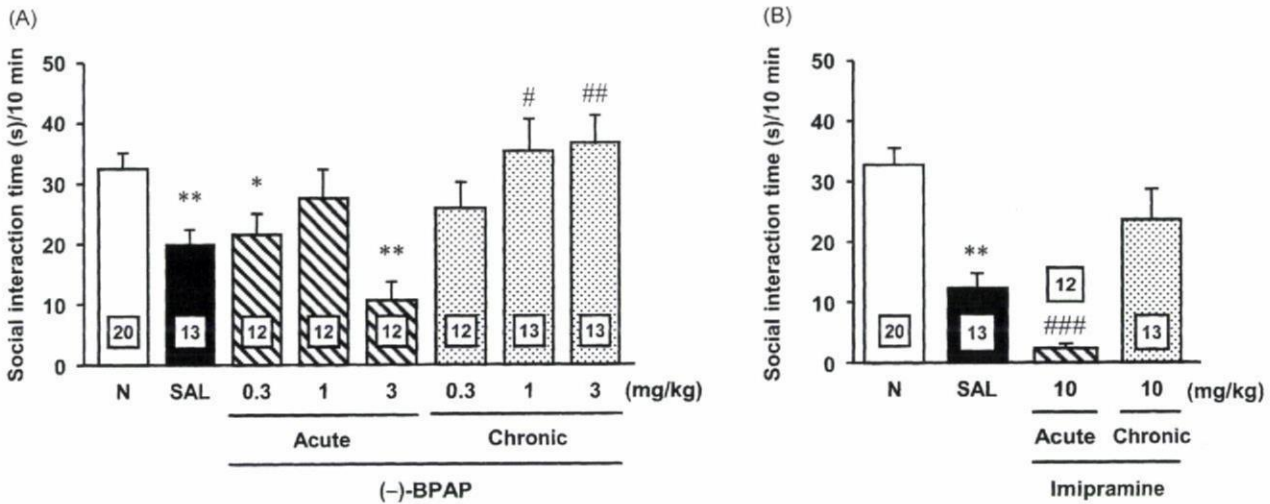 (A)
Social interaction time (s)/10 min
50
40
30
20
10
0
** * ** # ##
20 13 12 12 12 12 13 13
N SAL 0.3 1 3 0.3 1 3 (mg/kg)
Acute Chronic
(−)-BPAP
(B)
Social interaction time (s)/10 min
50
40
30
20
10
0
**
12
###
20 13 13
N SAL 10 10 (mg/kg)
Acute Chronic
Imipramine